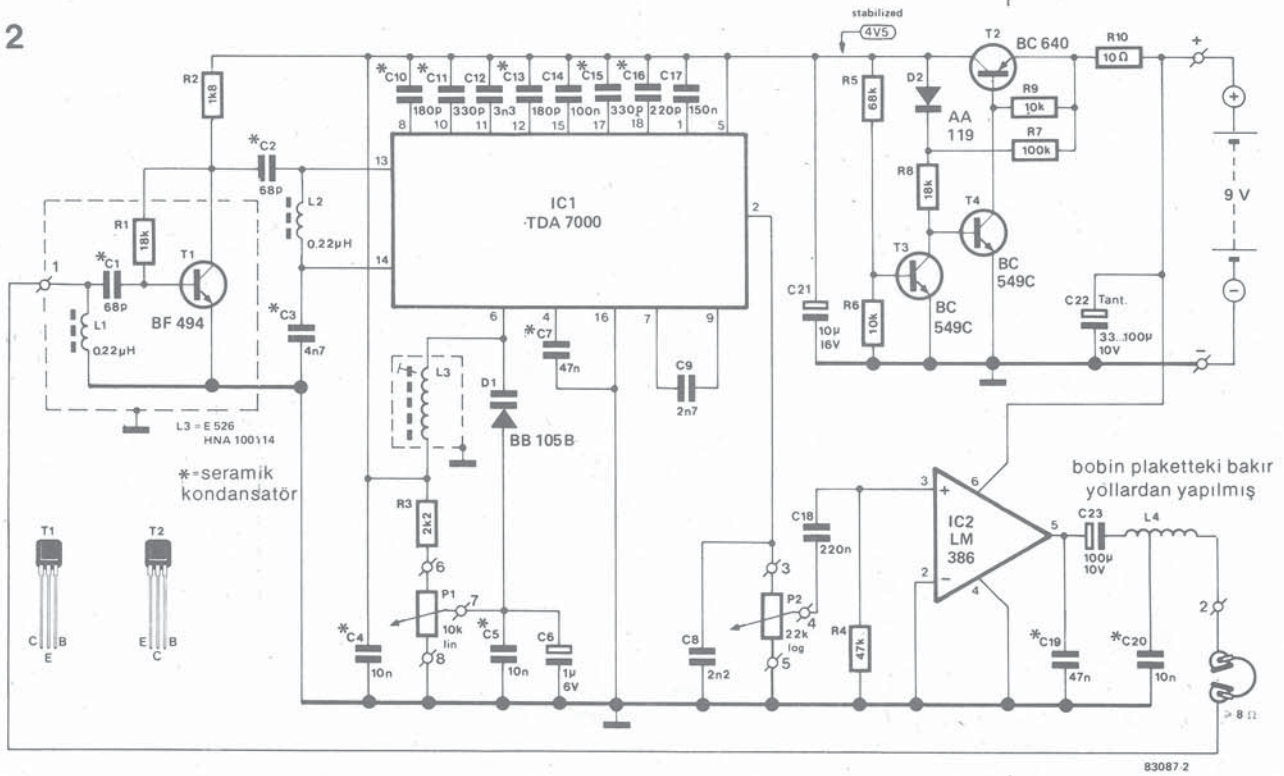 2
stabilized
4V5
T2
BC 640
R10
10Ω
+
R2
1k8
*C10
180p
8
*C11
330p
10
C12
3n3
11
*C13
180p
12
C14
100n
15
*C15
330p
17
*C16
220p
18
C17
150n
1
5
R5
68k
D2
AA
119
R9
10k
R7
100k
+
9 V
−
*C2
68p
13
IC1
TDA 7000
2
R8
18k
T4
BC
549C
L2
0,22µH
R1
18k
T1
BF 494
1
*C1
68p
L1
0,22µH
14
*C3
4n7
T3
BC
549C
R6
10k
C21
10µ
16V
C22
Tant.
33...100µ
10V
−
6
4
16
7
9
*C7
47n
C9
2n7
L3
D1
BB 105B
L3 = E 526
HNA 100114
*=seramik
kondansatör
bobin plaketteki bakır
yollardan yapılmış
T1
C
E
B
T2
E
C
B
R3
2k2
6
P1
10k
lin
7
8
*C4
10n
*C5
10n
C6
1µ
6V
C8
2n2
3
P2
22k
log
4
5
C18
220n
R4
47k
3
+
6
IC2
LM
386
2
−
4
5
C23
100µ
10V
L4
*C19
47n
*C20
10n
2
≥ 8 Ω
83087-2